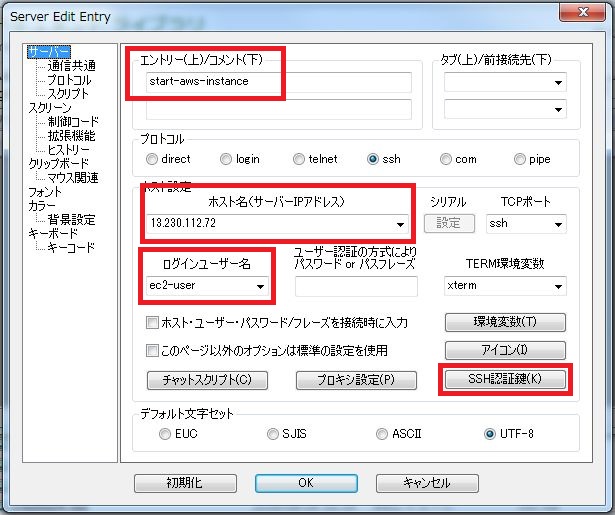 Server Edit Entry
サーバー
通信共通
プロトコル
スクリプト
スクリーン
制御コード
拡張機能
ヒストリー
クリップボード
マウス関連
フォント
カラー
背景設定
キーボード
キーコード
エントリー(上)/コメント(下)
start-aws-instance
タブ(上)/前接続先(下)
プロトコル
direct login telnet ssh com pipe
ホスト設定
ホスト名(サーバーIPアドレス) シリアル TCPポート
13.230.112.72 設定 ssh
ログインユーザー名
ユーザー認証の方式により
パスワード or パスフレーズ
TERM環境変数
ec2-user xterm
ホスト・ユーザー・パスワード/フレーズを接続時に入力 環境変数(T)
このページ以外のオプションは標準の設定を使用 アイコン(I)
チャットスクリプト(C) プロキシ設定(P) SSH認証鍵(K)
デフォルト文字セット
EUC SJIS ASCII UTF-8
初期化 OK キャンセル